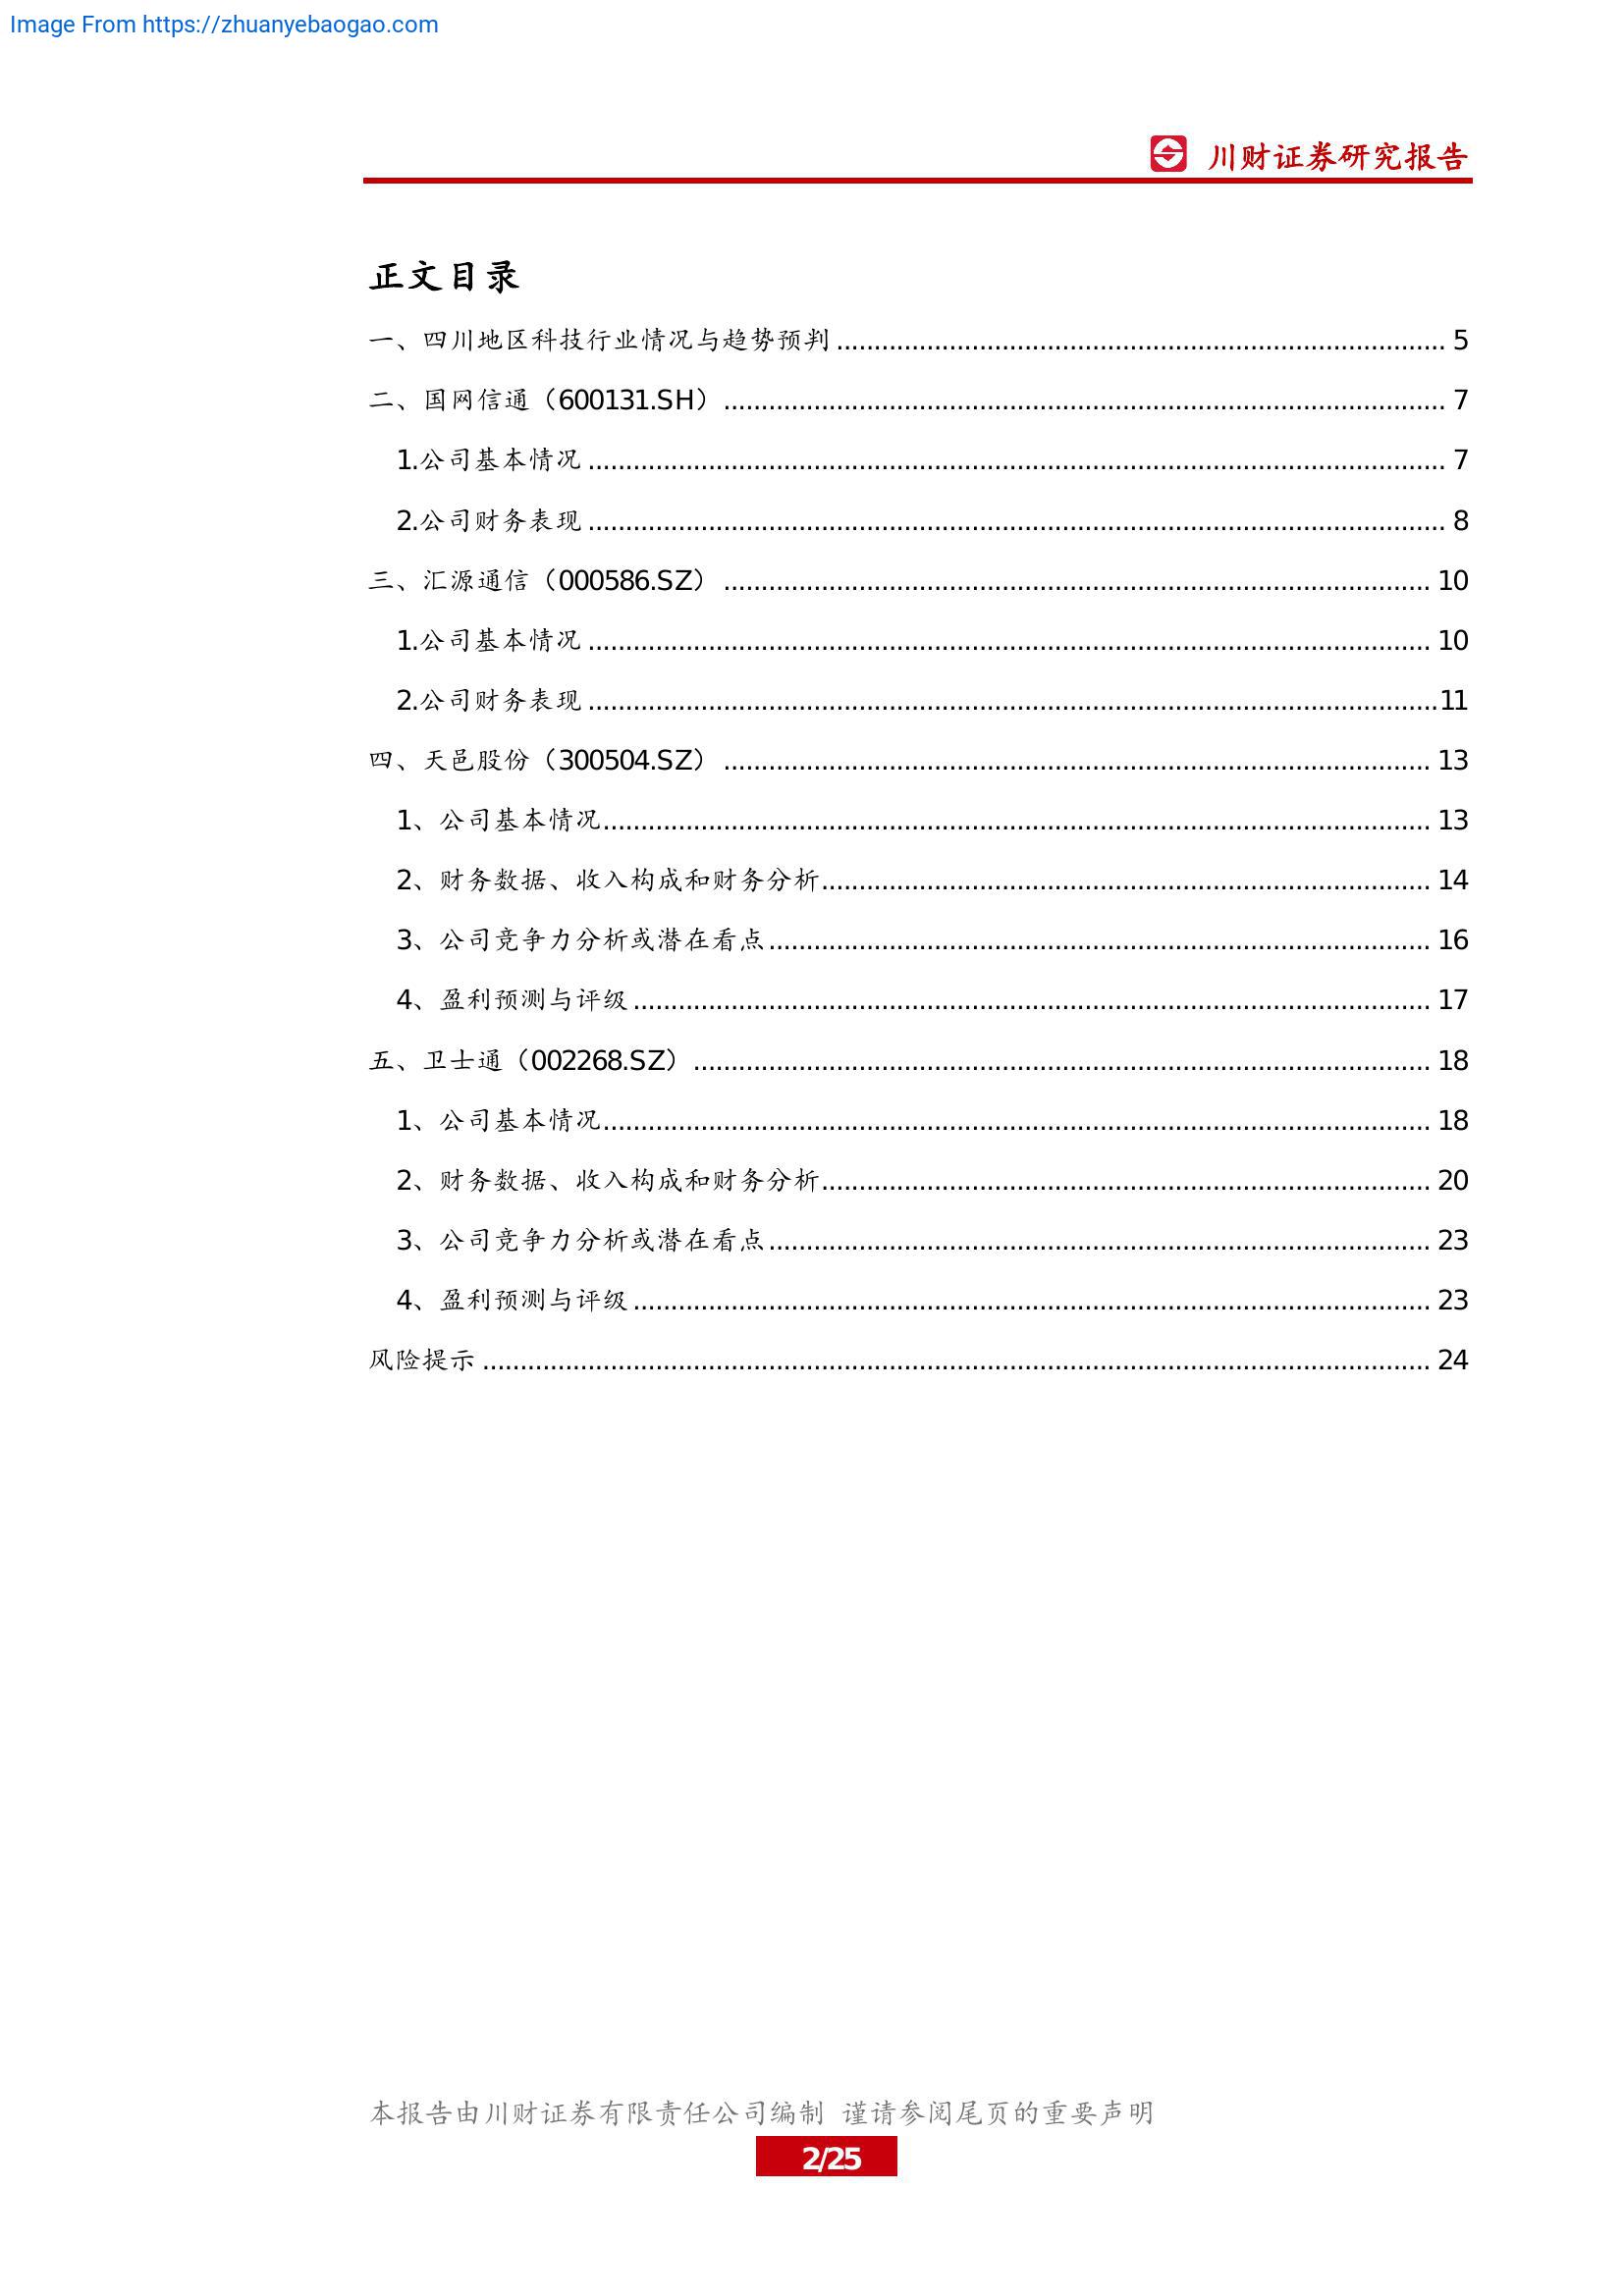 Image From https://zhuanyebaogao.com
川财证券研究报告
正文目录
一、四川地区科技行业情况与趋势预判 5
二、国网信通（600131.SH） 7
1.公司基本情况 7
2.公司财务表现 8
三、汇源通信（000586.SZ） 10
1.公司基本情况 10
2.公司财务表现 11
四、天邑股份（300504.SZ） 13
1、公司基本情况 13
2、财务数据、收入构成和财务分析 14
3、公司竞争力分析或潜在看点 16
4、盈利预测与评级 17
五、卫士通（002268.SZ） 18
1、公司基本情况 18
2、财务数据、收入构成和财务分析 20
3、公司竞争力分析或潜在看点 23
4、盈利预测与评级 23
风险提示 24
本报告由川财证券有限责任公司编制 谨请参阅尾页的重要声明
2/25